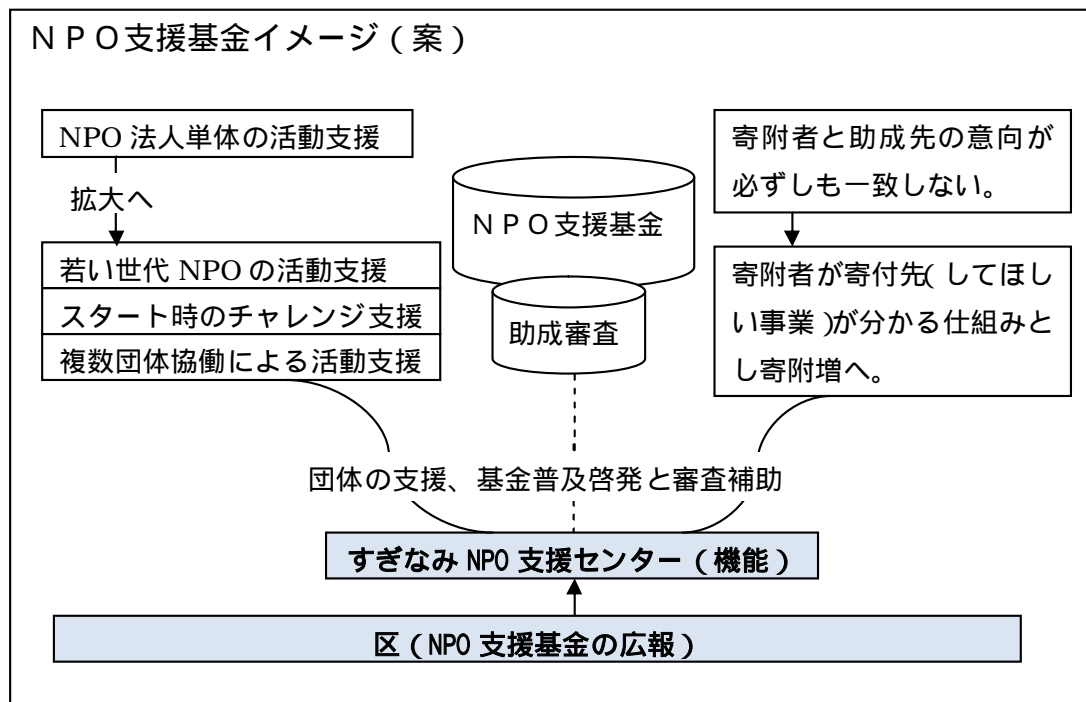 ＮＰＯ支援基金イメージ（案）
NPO 法人単体の活動支援
拡大へ
若い世代 NPO の活動支援
スタート時のチャレンジ支援
複数団体協働による活動支援
ＮＰＯ支援基金
助成審査
寄附者と助成先の意向が
必ずしも一致しない。
寄附者が寄付先（してほし
い事業）が分かる仕組みと
し寄附増へ。
団体の支援、基金普及啓発と審査補助
すぎなみ NPO 支援センター（機能）
区（NPO 支援基金の広報）